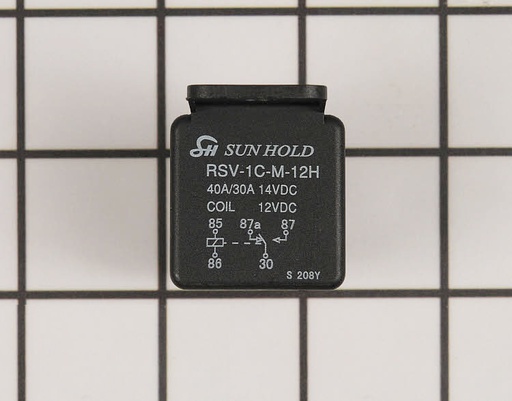 SH SUN HOLD
RSV-1C-M-12H
40A/30A 14VDC
COIL 12VDC
85 87a 87
86 30
S 208Y